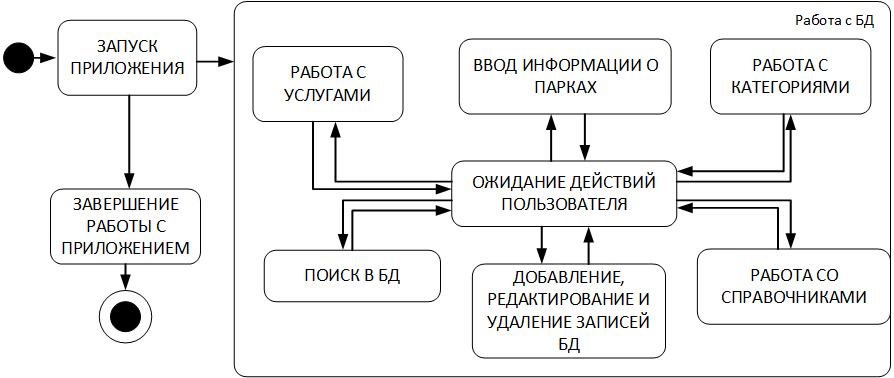 Работа с БД
ЗАПУСК
ПРИЛОЖЕНИЯ
РАБОТА С
УСЛУГАМИ
ВВОД ИНФОРМАЦИИ О
ПАРКАХ
РАБОТА С
КАТЕГОРИЯМИ
ОЖИДАНИЕ ДЕЙСТВИЙ
ПОЛЬЗОВАТЕЛЯ
ЗАВЕРШЕНИЕ
РАБОТЫ С
ПРИЛОЖЕНИЕМ
ПОИСК В БД
ДОБАВЛЕНИЕ,
РЕДАКТИРОВАНИЕ И
УДАЛЕНИЕ ЗАПИСЕЙ
БД
РАБОТА СО
СПРАВОЧНИКАМИ